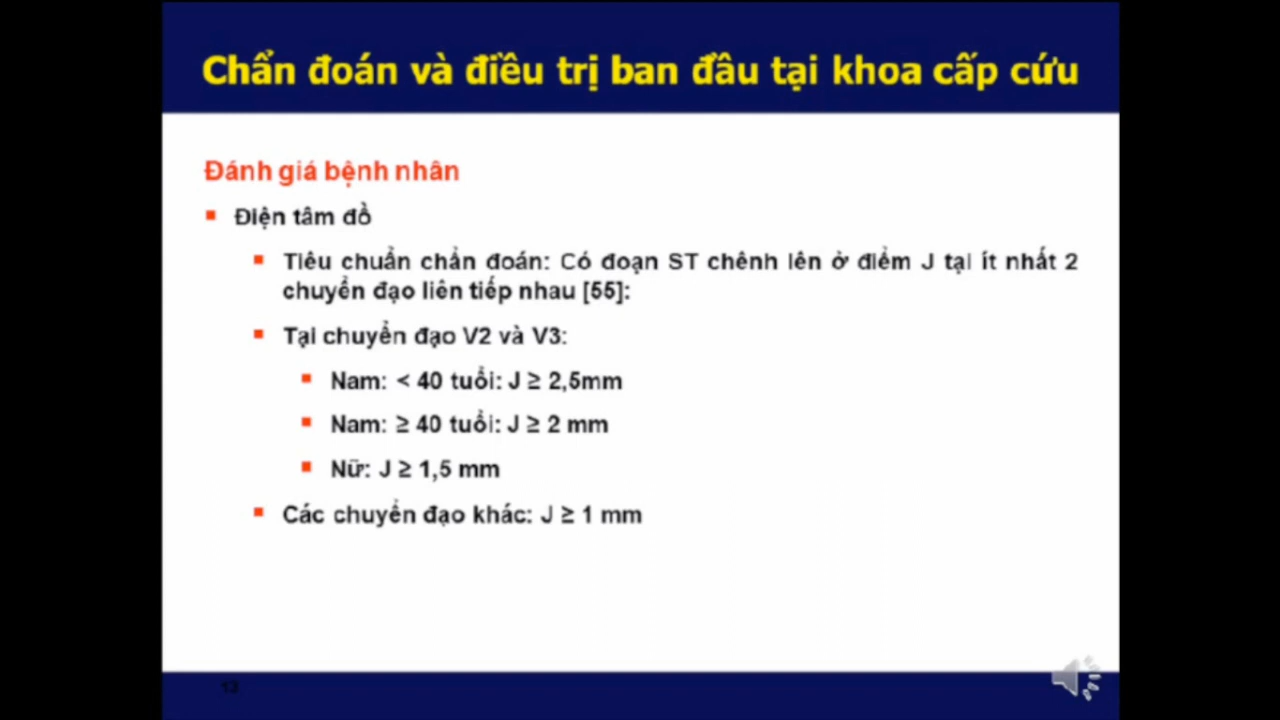 Chẩn đoán và điều trị ban đầu tại khoa cấp cứu
Đánh giá bệnh nhân
Điện tâm đồ
Tiêu chuẩn chẩn đoán: Có đoạn ST chênh lên ở điểm J tại ít nhất 2
chuyển đạo liên tiếp nhau [55]:
Tại chuyển đạo V2 và V3:
Nam: < 40 tuổi: J ≥ 2,5mm
Nam: ≥ 40 tuổi: J ≥ 2 mm
Nữ: J ≥ 1,5 mm
Các chuyển đạo khác: J ≥ 1 mm